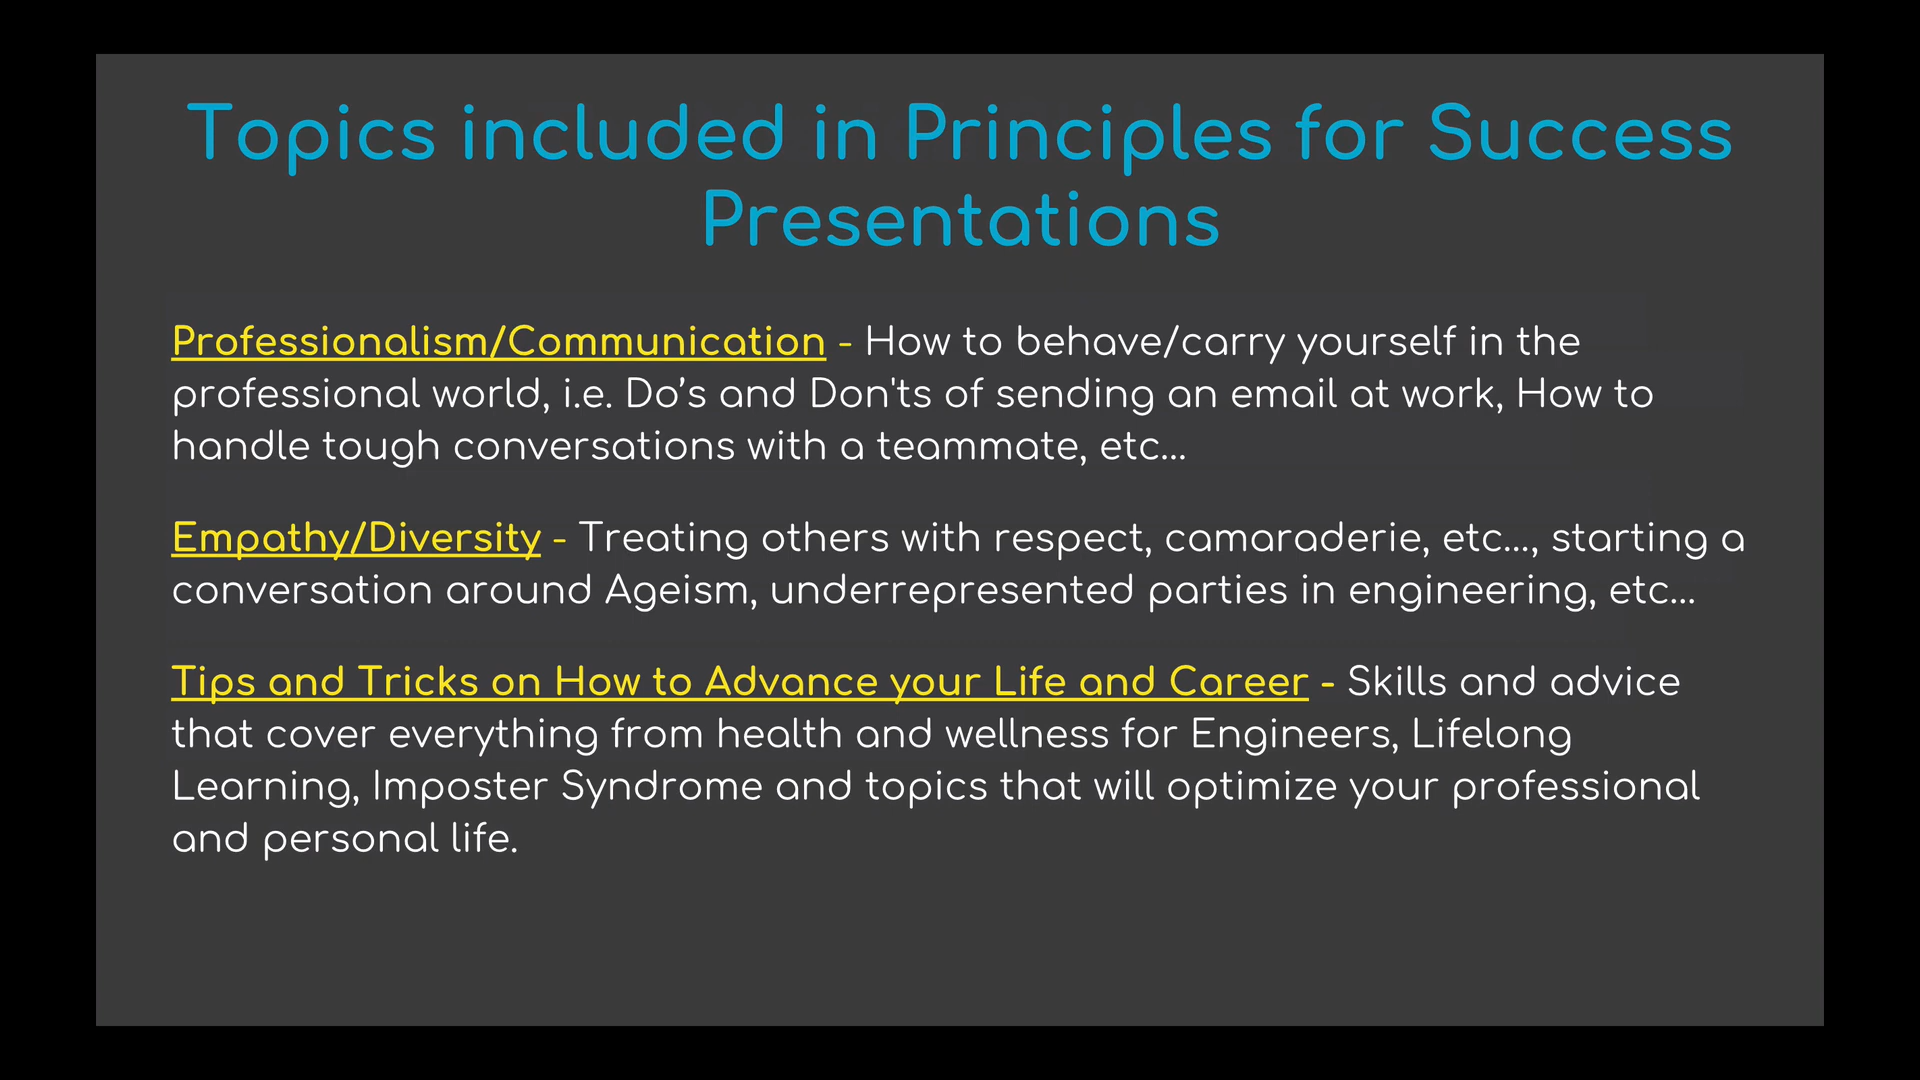 Topics included in Principles for Success
Presentations
Professionalism/Communication - How to behave/carry yourself in the
professional world, i.e. Do’s and Don'ts of sending an email at work, How to
handle tough conversations with a teammate, etc...
Empathy/Diversity - Treating others with respect, camaraderie, etc..., starting a
conversation around Ageism, underrepresented parties in engineering, etc...
Tips and Tricks on How to Advance your Life and Career - Skills and advice
that cover everything from health and wellness for Engineers, Lifelong
Learning, Imposter Syndrome and topics that will optimize your professional
and personal life.